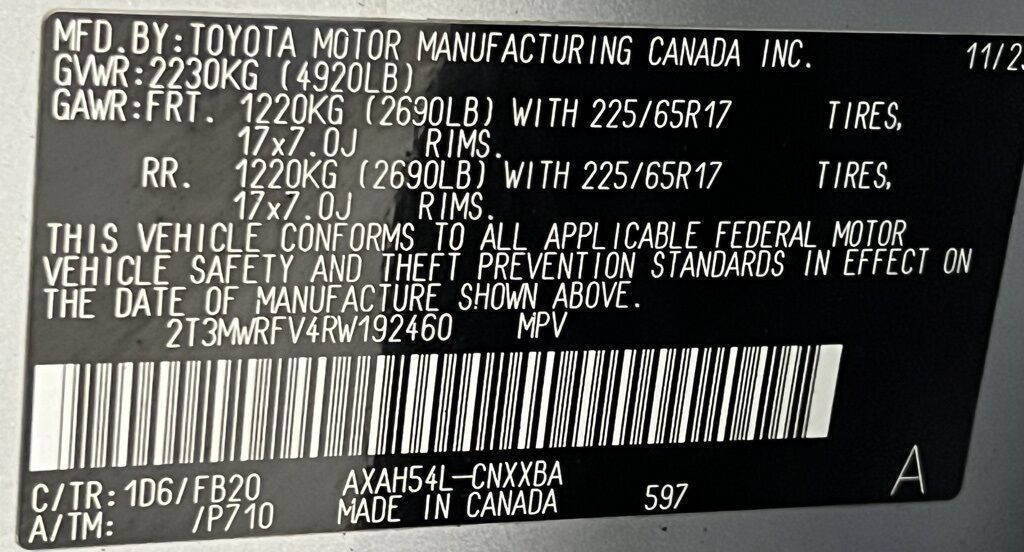 MFD.BY:TOYOTA MOTOR MANUFACTURING CANADA INC. 11/23
GVWR:2230KG (4920LB)
GAWR:FRT. 1220KG (2690LB) WITH 225/65R17 TIRES,
17x7.0J RIMS.
RR. 1220KG (2690LB) WITH 225/65R17 TIRES,
17x7.0J RIMS.
THIS VEHICLE CONFORMS TO ALL APPLICABLE FEDERAL MOTOR
VEHICLE SAFETY AND THEFT PREVENTION STANDARDS IN EFFECT ON
THE DATE OF MANUFACTURE SHOWN ABOVE.
2T3MWRFV4RW192460 MPV
C/TR: 1D6/FB20 AXAH54L-CNXXBA
A/TM: /P710 MADE IN CANADA 597 A